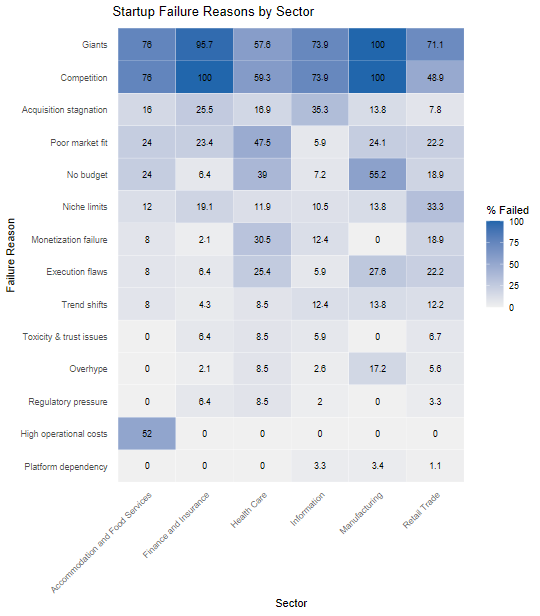 Startup Failure Reasons by Sector
Giants 76 95.7 57.6 73.9 100 71.1
Competition 76 100 59.3 73.9 100 48.9
Acquisition stagnation 16 25.5 16.9 35.3 13.8 7.8
Poor market fit 24 23.4 47.5 5.9 24.1 22.2
No budget 24 6.4 39 7.2 55.2 18.9
Niche limits 12 19.1 11.9 10.5 13.8 33.3
Monetization failure 8 2.1 30.5 12.4 0 18.9
Execution flaws 8 6.4 25.4 5.9 27.6 22.2
Trend shifts 8 4.3 8.5 12.4 13.8 12.2
Toxicity & trust issues 0 6.4 8.5 5.9 0 6.7
Overhype 0 2.1 8.5 2.6 17.2 5.6
Regulatory pressure 0 6.4 8.5 2 0 3.3
High operational costs 52 0 0 0 0 0
Platform dependency 0 0 0 3.3 3.4 1.1
Accommodation and Food Services
Finance and Insurance
Health Care
Information
Manufacturing
Retail Trade
Sector
Failure Reason
% Failed
100
75
50
25
0